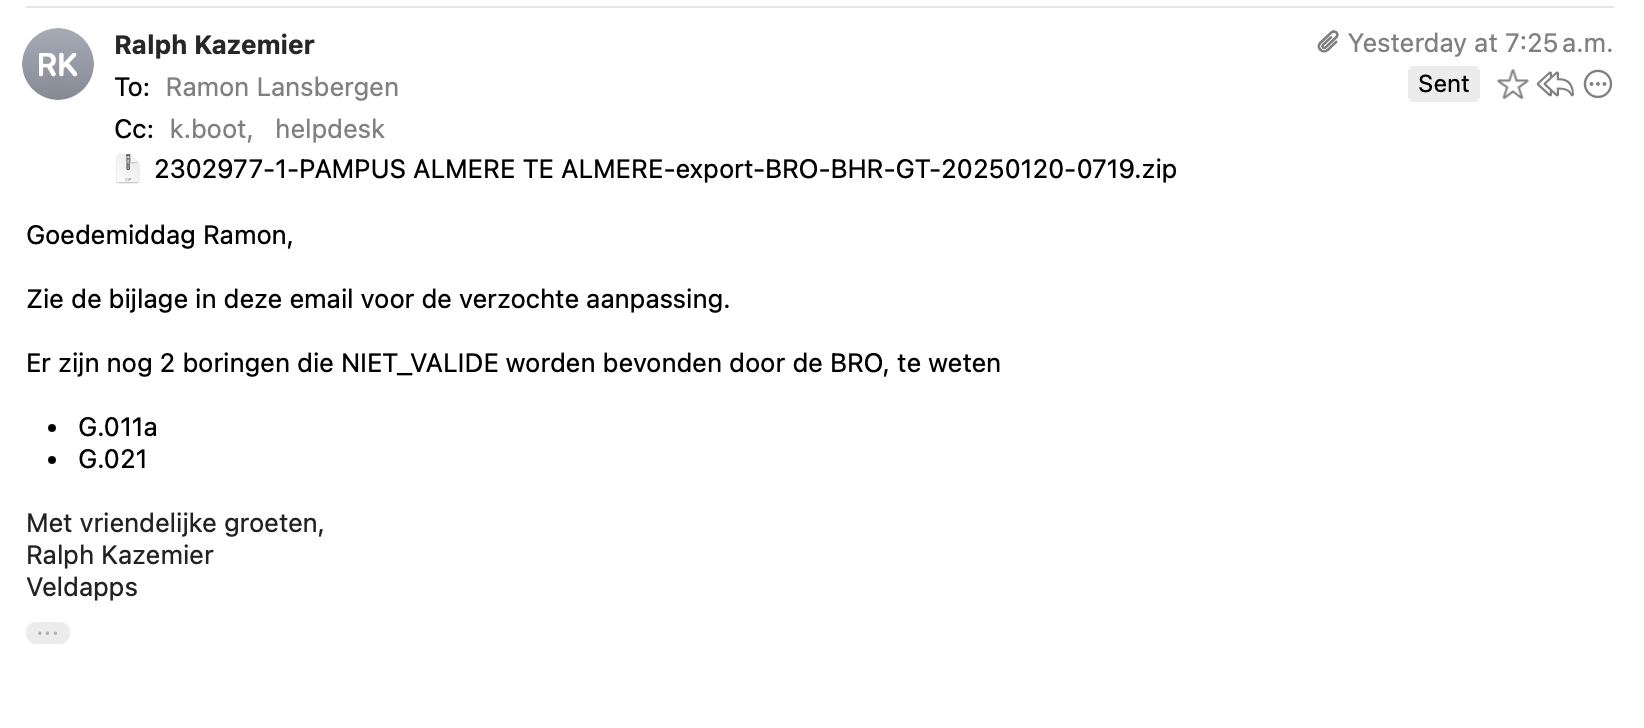 RK
Ralph Kazemier
Yesterday at 7:25 a.m.
To: Ramon Lansbergen
Sent
Cc: k.boot, helpdesk
2302977-1-PAMPUS ALMERE TE ALMERE-export-BRO-BHR-GT-20250120-0719.zip
Goedemiddag Ramon,
Zie de bijlage in deze email voor de verzochte aanpassing.
Er zijn nog 2 boringen die NIET_VALIDE worden bevonden door de BRO, te weten
• G.011a
• G.021
Met vriendelijke groeten,
Ralph Kazemier
Veldapps